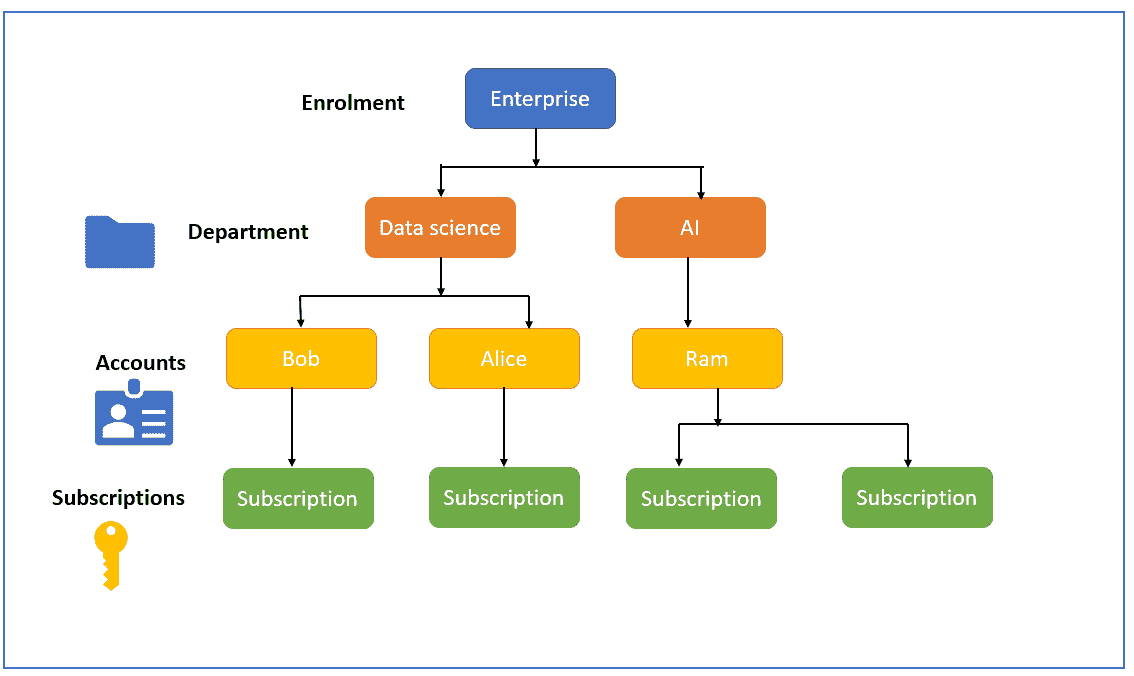 Enrolment
Enterprise
Department
Data science
AI
Accounts
Bob
Alice
Ram
Subscriptions
Subscription
Subscription
Subscription
Subscription